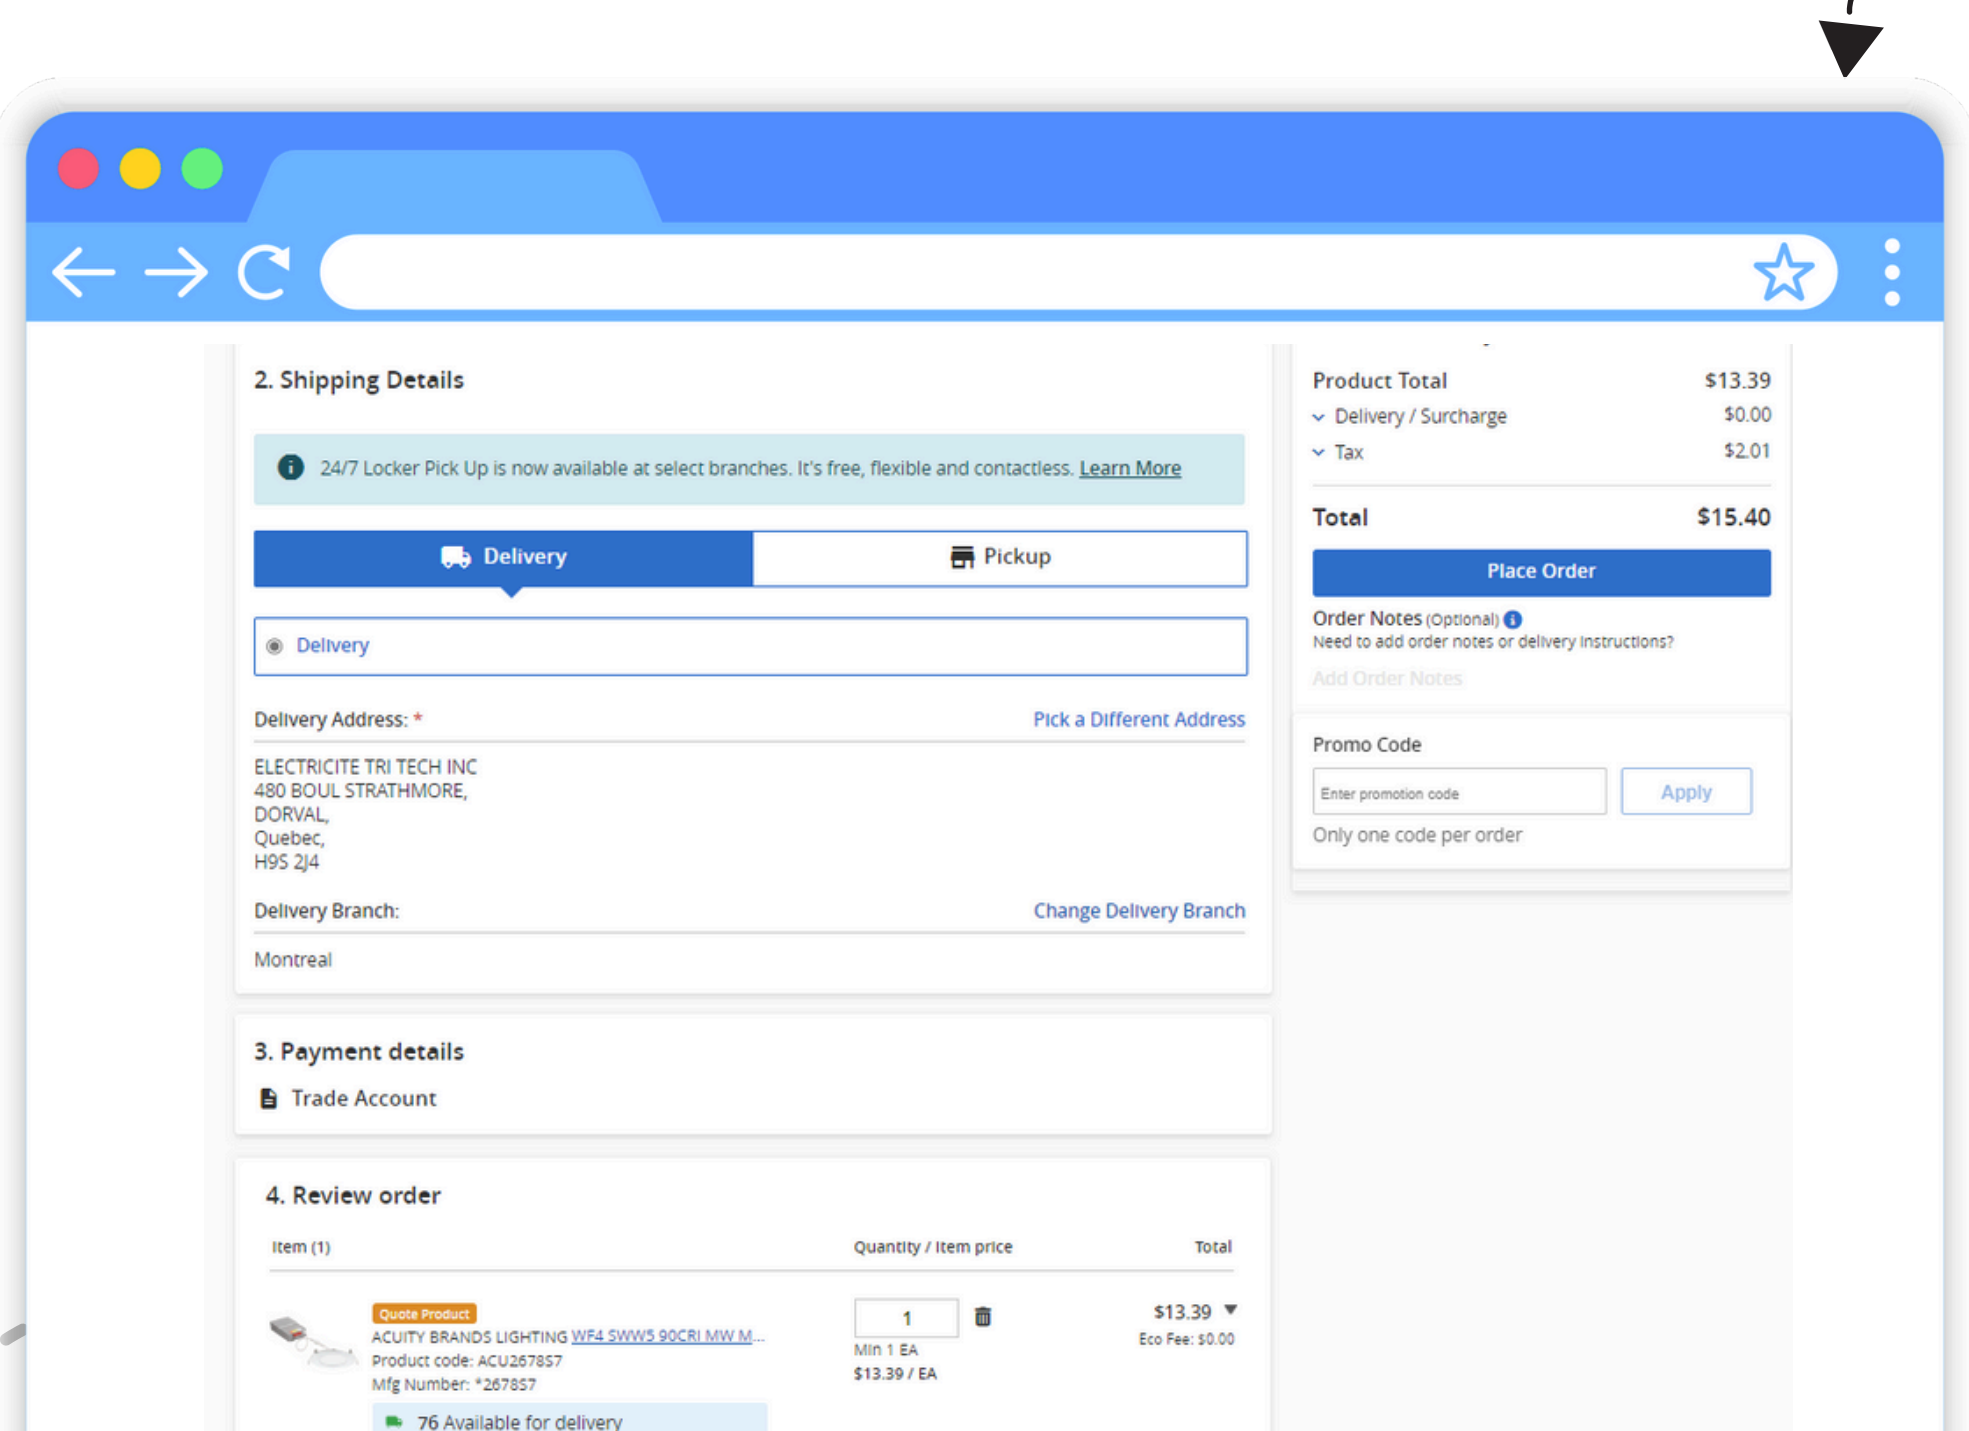 2. Shipping Details
24/7 Locker Pick Up is now available at select branches. It's free, flexible and contactless. Learn More
Delivery
Pickup
Delivery
Delivery Address: *
Pick a Different Address
ELECTRICITE TRI TECH INC
480 BOUL STRATHMORE,
DORVAL,
Quebec,
H9S 2J4
Delivery Branch:
Change Delivery Branch
Montreal
3. Payment details
Trade Account
4. Review order
Item (1)
Quantity / Item price
Total
Quote Product
ACUITY BRANDS LIGHTING WF4 SWW5 90CRI MW M...
Product code: ACU2678S7
Mfg Number: *2678S7
76 Available for delivery
1
Min 1 EA
$13.39 / EA
$13.39
Eco Fee: $0.00
Product Total
$13.39
Delivery / Surcharge
$0.00
Tax
$2.01
Total
$15.40
Place Order
Order Notes (Optional)
Need to add order notes or delivery instructions?
Add Order Notes
Promo Code
Enter promotion code
Apply
Only one code per order